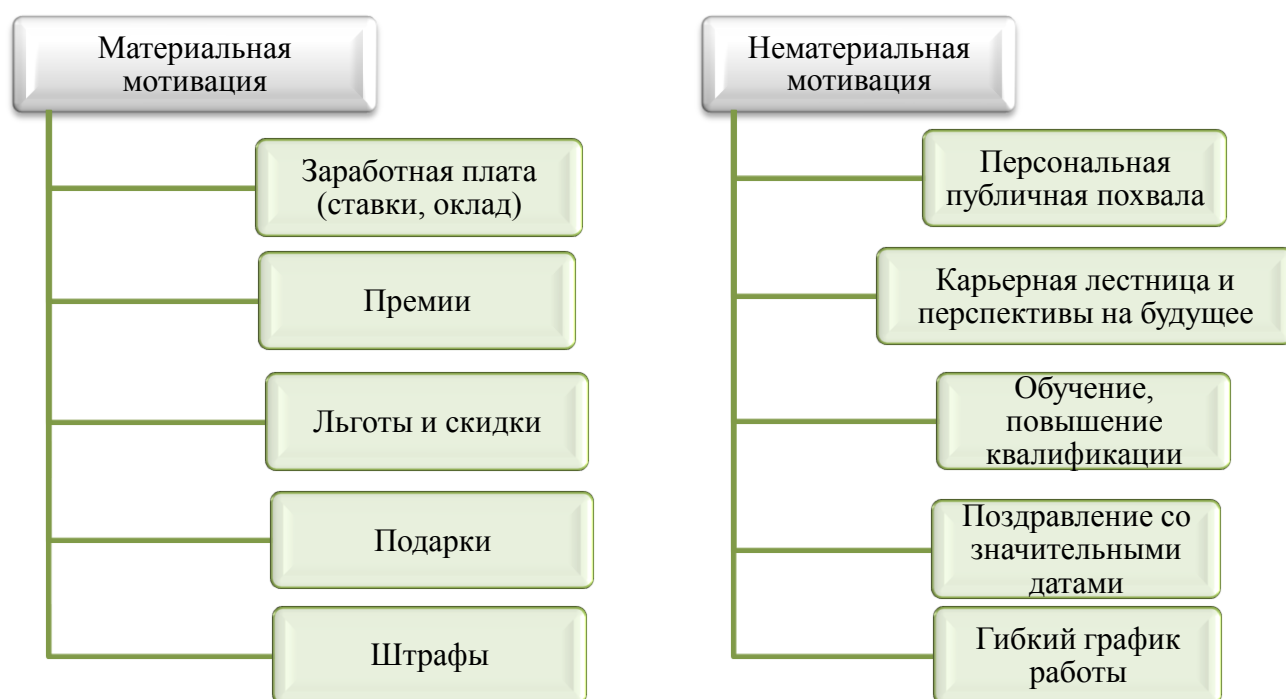 Материальная
мотивация
Заработная плата
(ставки, оклад)
Премии
Льготы и скидки
Подарки
Штрафы
Нематериальная
мотивация
Персональная
публичная похвала
Карьерная лестница и
перспективы на будущее
Обучение,
повышение
квалификации
Поздравление со
значительными
датами
Гибкий график
работы